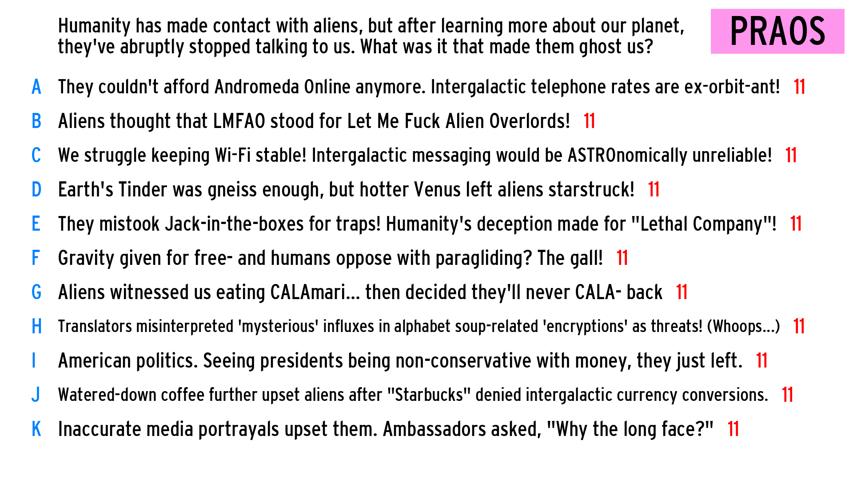 Humanity has made contact with aliens, but after learning more about our planet,
they've abruptly stopped talking to us. What was it that made them ghost us?
PRAOS
A They couldn't afford Andromeda Online anymore. Intergalactic telephone rates are ex-orbit-ant! 11
B Aliens thought that LMFAO stood for Let Me Fuck Alien Overlords! 11
C We struggle keeping Wi-Fi stable! Intergalactic messaging would be ASTROnomically unreliable! 11
D Earth's Tinder was gneiss enough, but hotter Venus left aliens starstruck! 11
E They mistook Jack-in-the-boxes for traps! Humanity's deception made for "Lethal Company"! 11
F Gravity given for free- and humans oppose with paragliding? The gall! 11
G Aliens witnessed us eating CALAmari... then decided they'll never CALA- back 11
H Translators misinterpreted 'mysterious' influxes in alphabet soup-related 'encryptions' as threats! (Whoops...) 11
I American politics. Seeing presidents being non-conservative with money, they just left. 11
J Watered-down coffee further upset aliens after "Starbucks" denied intergalactic currency conversions. 11
K Inaccurate media portrayals upset them. Ambassadors asked, "Why the long face?" 11